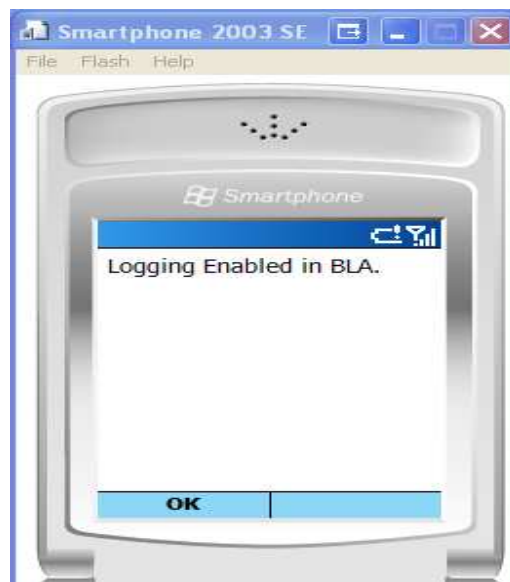 Smartphone 2003 SE
File Flash Help
Smartphone
Logging Enabled in BLA.
OK